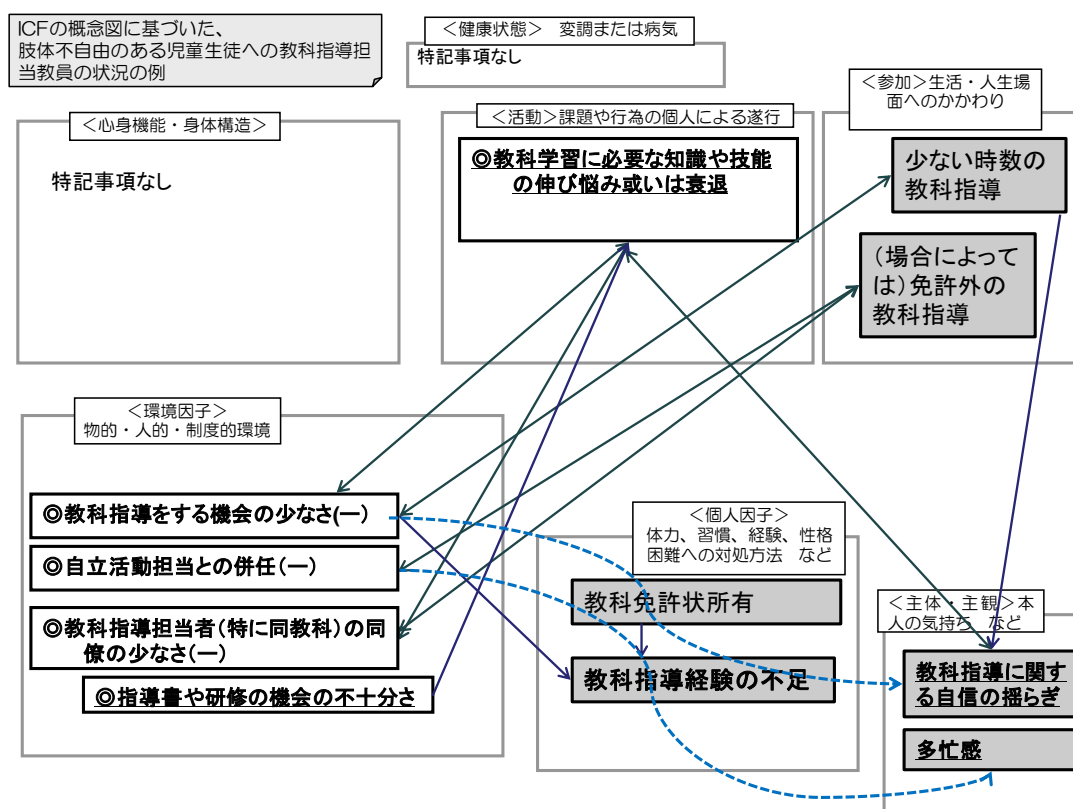 ICFの概念図に基づいた、
肢体不自由のある児童生徒への教科指導担
当教員の状況の例
＜健康状態＞　変調または病気
特記事項なし
＜心身機能・身体構造＞
特記事項なし
＜活動＞課題や行為の個人による遂行
◎教科学習に必要な知識や技能
の伸び悩み或いは衰退
＜参加＞生活・人生場
面へのかかわり
少ない時数の
教科指導
（場合によって
は）免許外の
教科指導
＜環境因子＞
物的・人的・制度的環境
◎教科指導をする機会の少なさ(ー）
◎自立活動担当との併任（ー）
◎教科指導担当者（特に同教科）の同
僚の少なさ（ー）
◎指導書や研修の機会の不十分さ
＜個人因子＞
体力、習慣、経験、性格
困難への対処方法　など
教科免許状所有
教科指導経験の不足
＜主体・主観＞本
人の気持ち　など
教科指導に関す
る自信の揺らぎ
多忙感